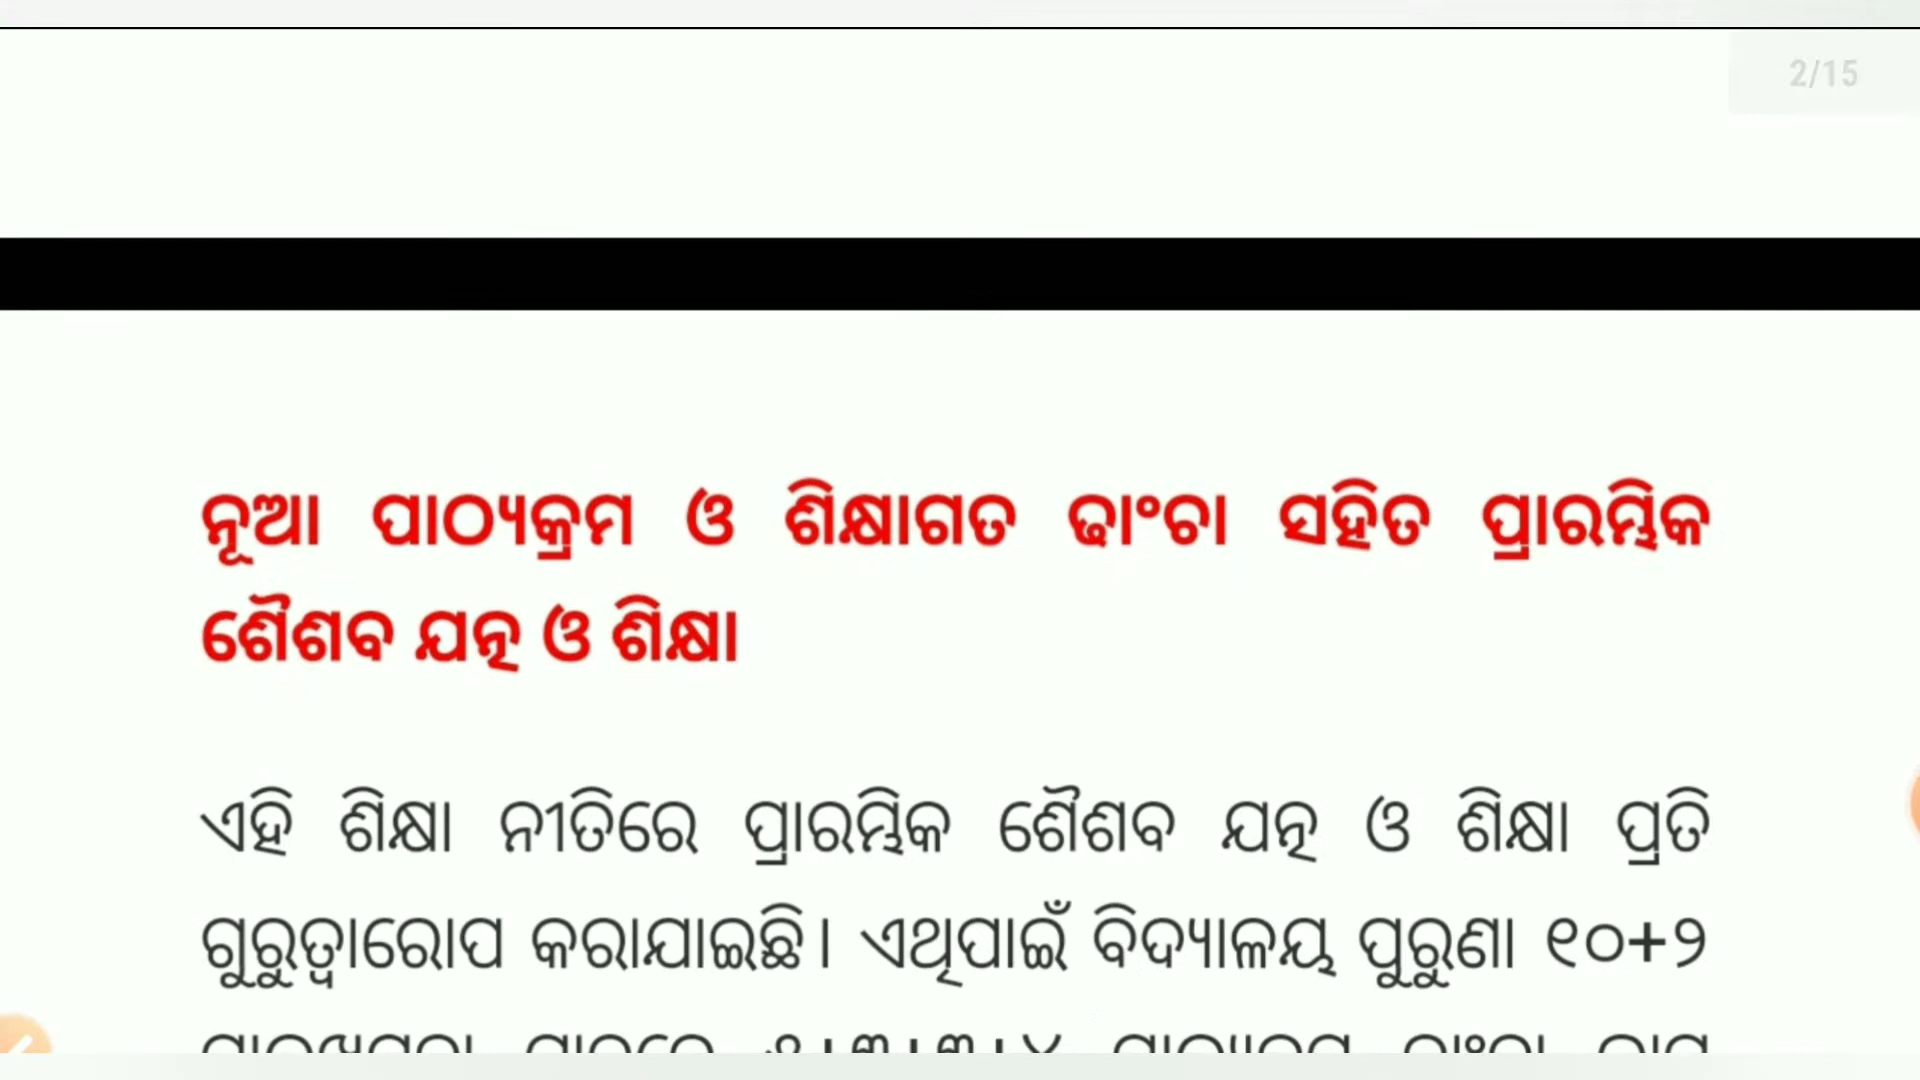 2/15
ନୂଆ ପାଠ୍ୟକ୍ରମ ଓ ଶିକ୍ଷାଗତ ଢାଂଚା ସହିତ ପ୍ରାରମ୍ଭିକ
ଶୈଶବ ଯତ୍ନ ଓ ଶିକ୍ଷା
ଏହି ଶିକ୍ଷା ନୀତିରେ ପ୍ରାରମ୍ଭିକ ଶୈଶବ ଯତ୍ନ ଓ ଶିକ୍ଷା ପ୍ରତି
ଗୁରୁତ୍ୱାରୋପ କରାଯାଇଛି। ଏଥିପାଇଁ ବିଦ୍ୟାଳୟ ପୁରୁଣା ୧୦+୨